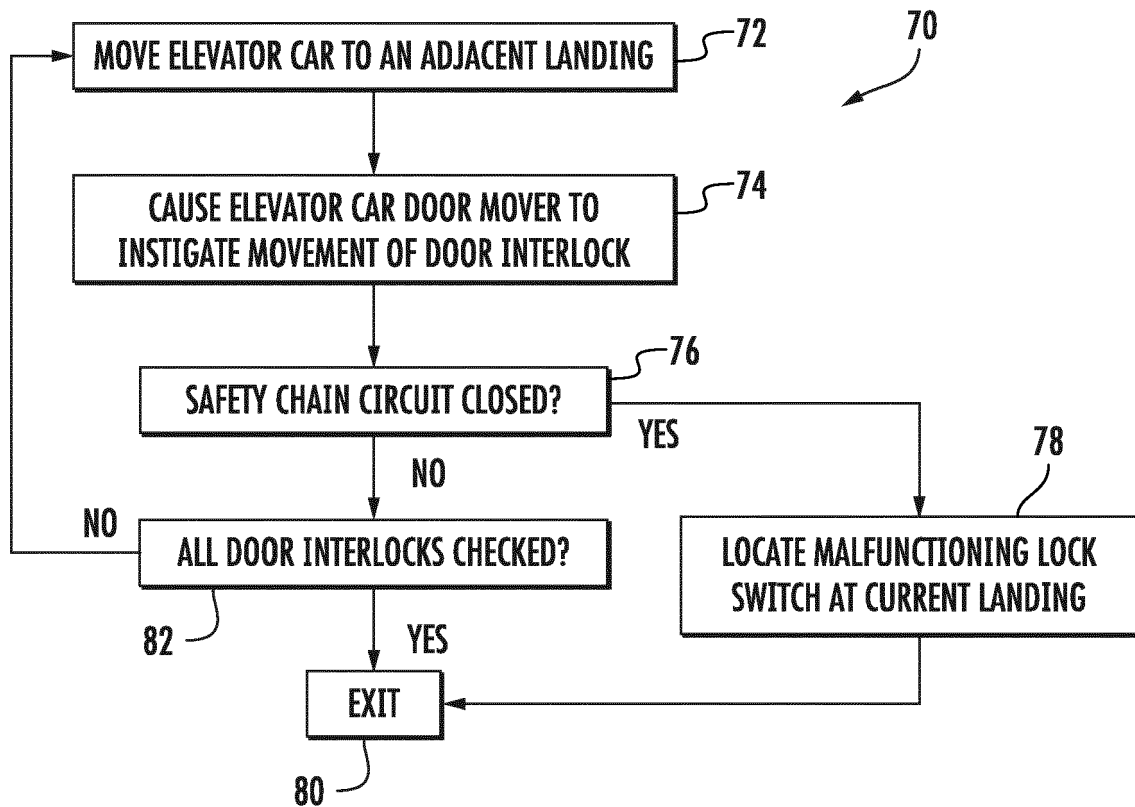 MOVE ELEVATOR CAR TO AN ADJACENT LANDING
72
70
CAUSE ELEVATOR CAR DOOR MOVER TO
INSTIGATE MOVEMENT OF DOOR INTERLOCK
74
76
SAFETY CHAIN CIRCUIT CLOSED?
YES
NO
78
NO
ALL DOOR INTERLOCKS CHECKED?
LOCATE MALFUNCTIONING LOCK
SWITCH AT CURRENT LANDING
82
YES
EXIT
80